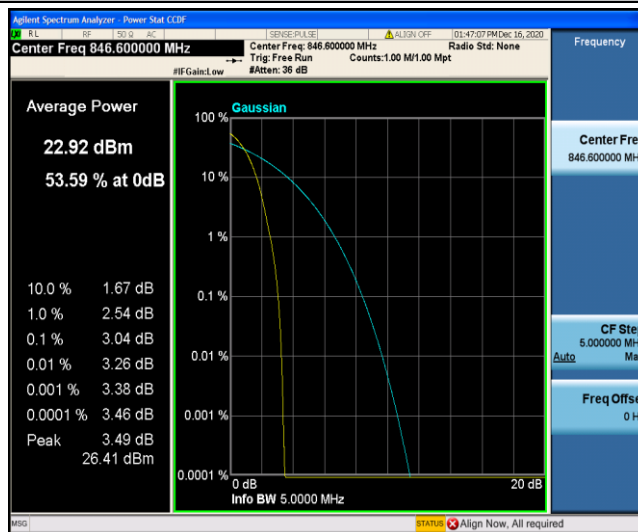 Agilent Spectrum Analyzer - Power Stat CCDF
RL RF 50 Ω AC SENSE:PULSE ALIGN OFF 01:47:07 PM Dec 16, 2020
Center Freq 846.600000 MHz Center Freq: 846.600000 MHz Radio Std: None
Trig: Free Run Counts:1.00 M/1.00 Mpt
#IFGain:Low #Atten: 36 dB
Frequency
Average Power
22.92 dBm
53.59 % at 0dB
10.0 % 1.67 dB
1.0 % 2.54 dB
0.1 % 3.04 dB
0.01 % 3.26 dB
0.001 % 3.38 dB
0.0001 % 3.46 dB
Peak 3.49 dB
26.41 dBm
Gaussian
100 %
10 %
1 %
0.1 %
0.01 %
0.001 %
0.0001 %
0 dB 20 dB
Info BW 5.0000 MHz
Center Fre
846.600000 MH
CF Ste
5.000000 MH
Auto Ma
Freq Offse
0 H
MSG STATUS Align Now, All required